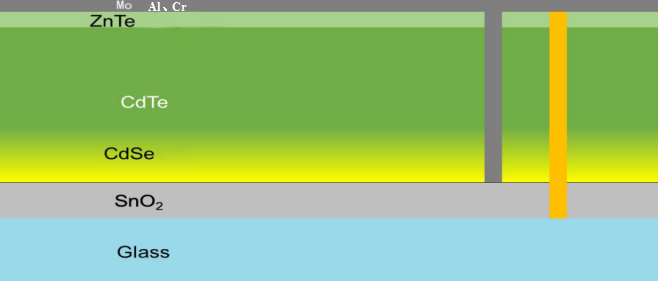 Mo Al、Cr
ZnTe
CdTe
CdSe
SnO₂
Glass